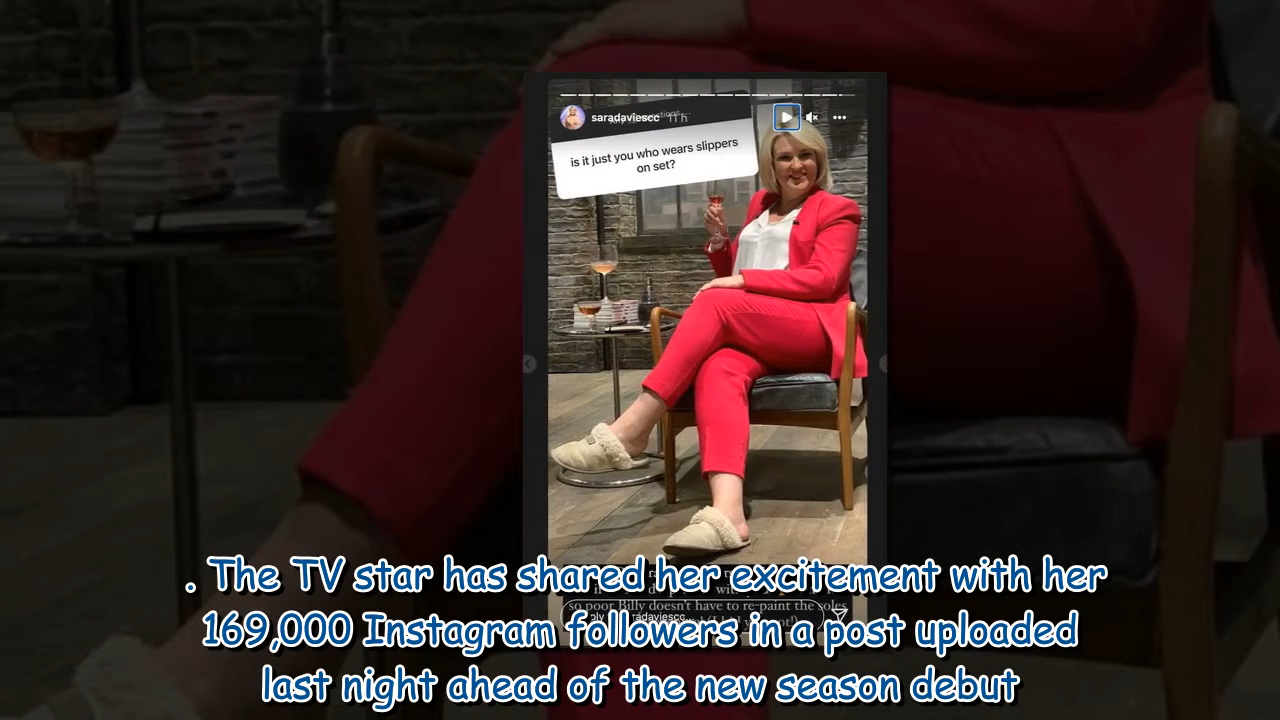 saradaviescc 11h
is it just you who wears slippers
on set?
so poor Billy doesn't have to re-paint the soles
. The TV star has shared her excitement with her
169,000 Instagram followers in a post uploaded
last night ahead of the new season debut